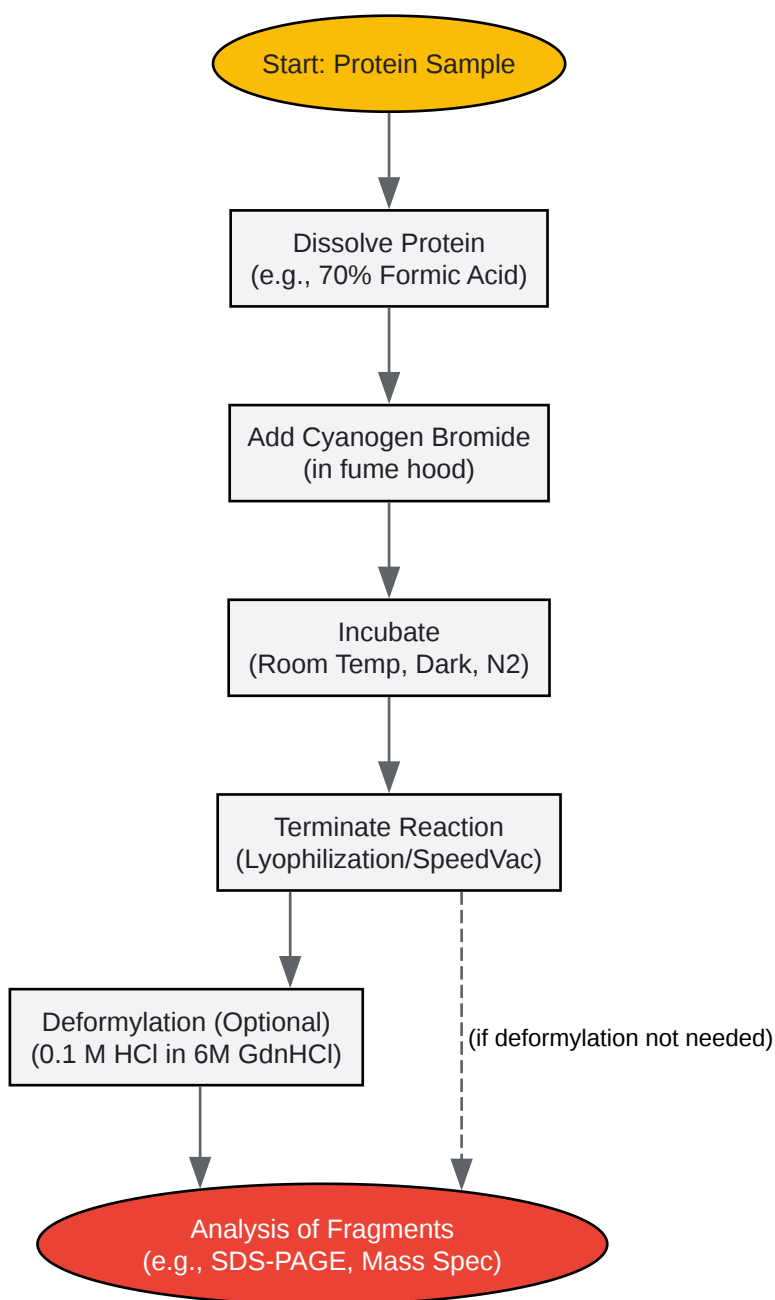 Start: Protein Sample
Dissolve Protein
(e.g., 70% Formic Acid)
Add Cyanogen Bromide
(in fume hood)
Incubate
(Room Temp, Dark, N2)
Terminate Reaction
(Lyophilization/SpeedVac)
Deformylation (Optional)
(0.1 M HCl in 6M GdnHCl)
(if deformylation not needed)
Analysis of Fragments
(e.g., SDS-PAGE, Mass Spec)